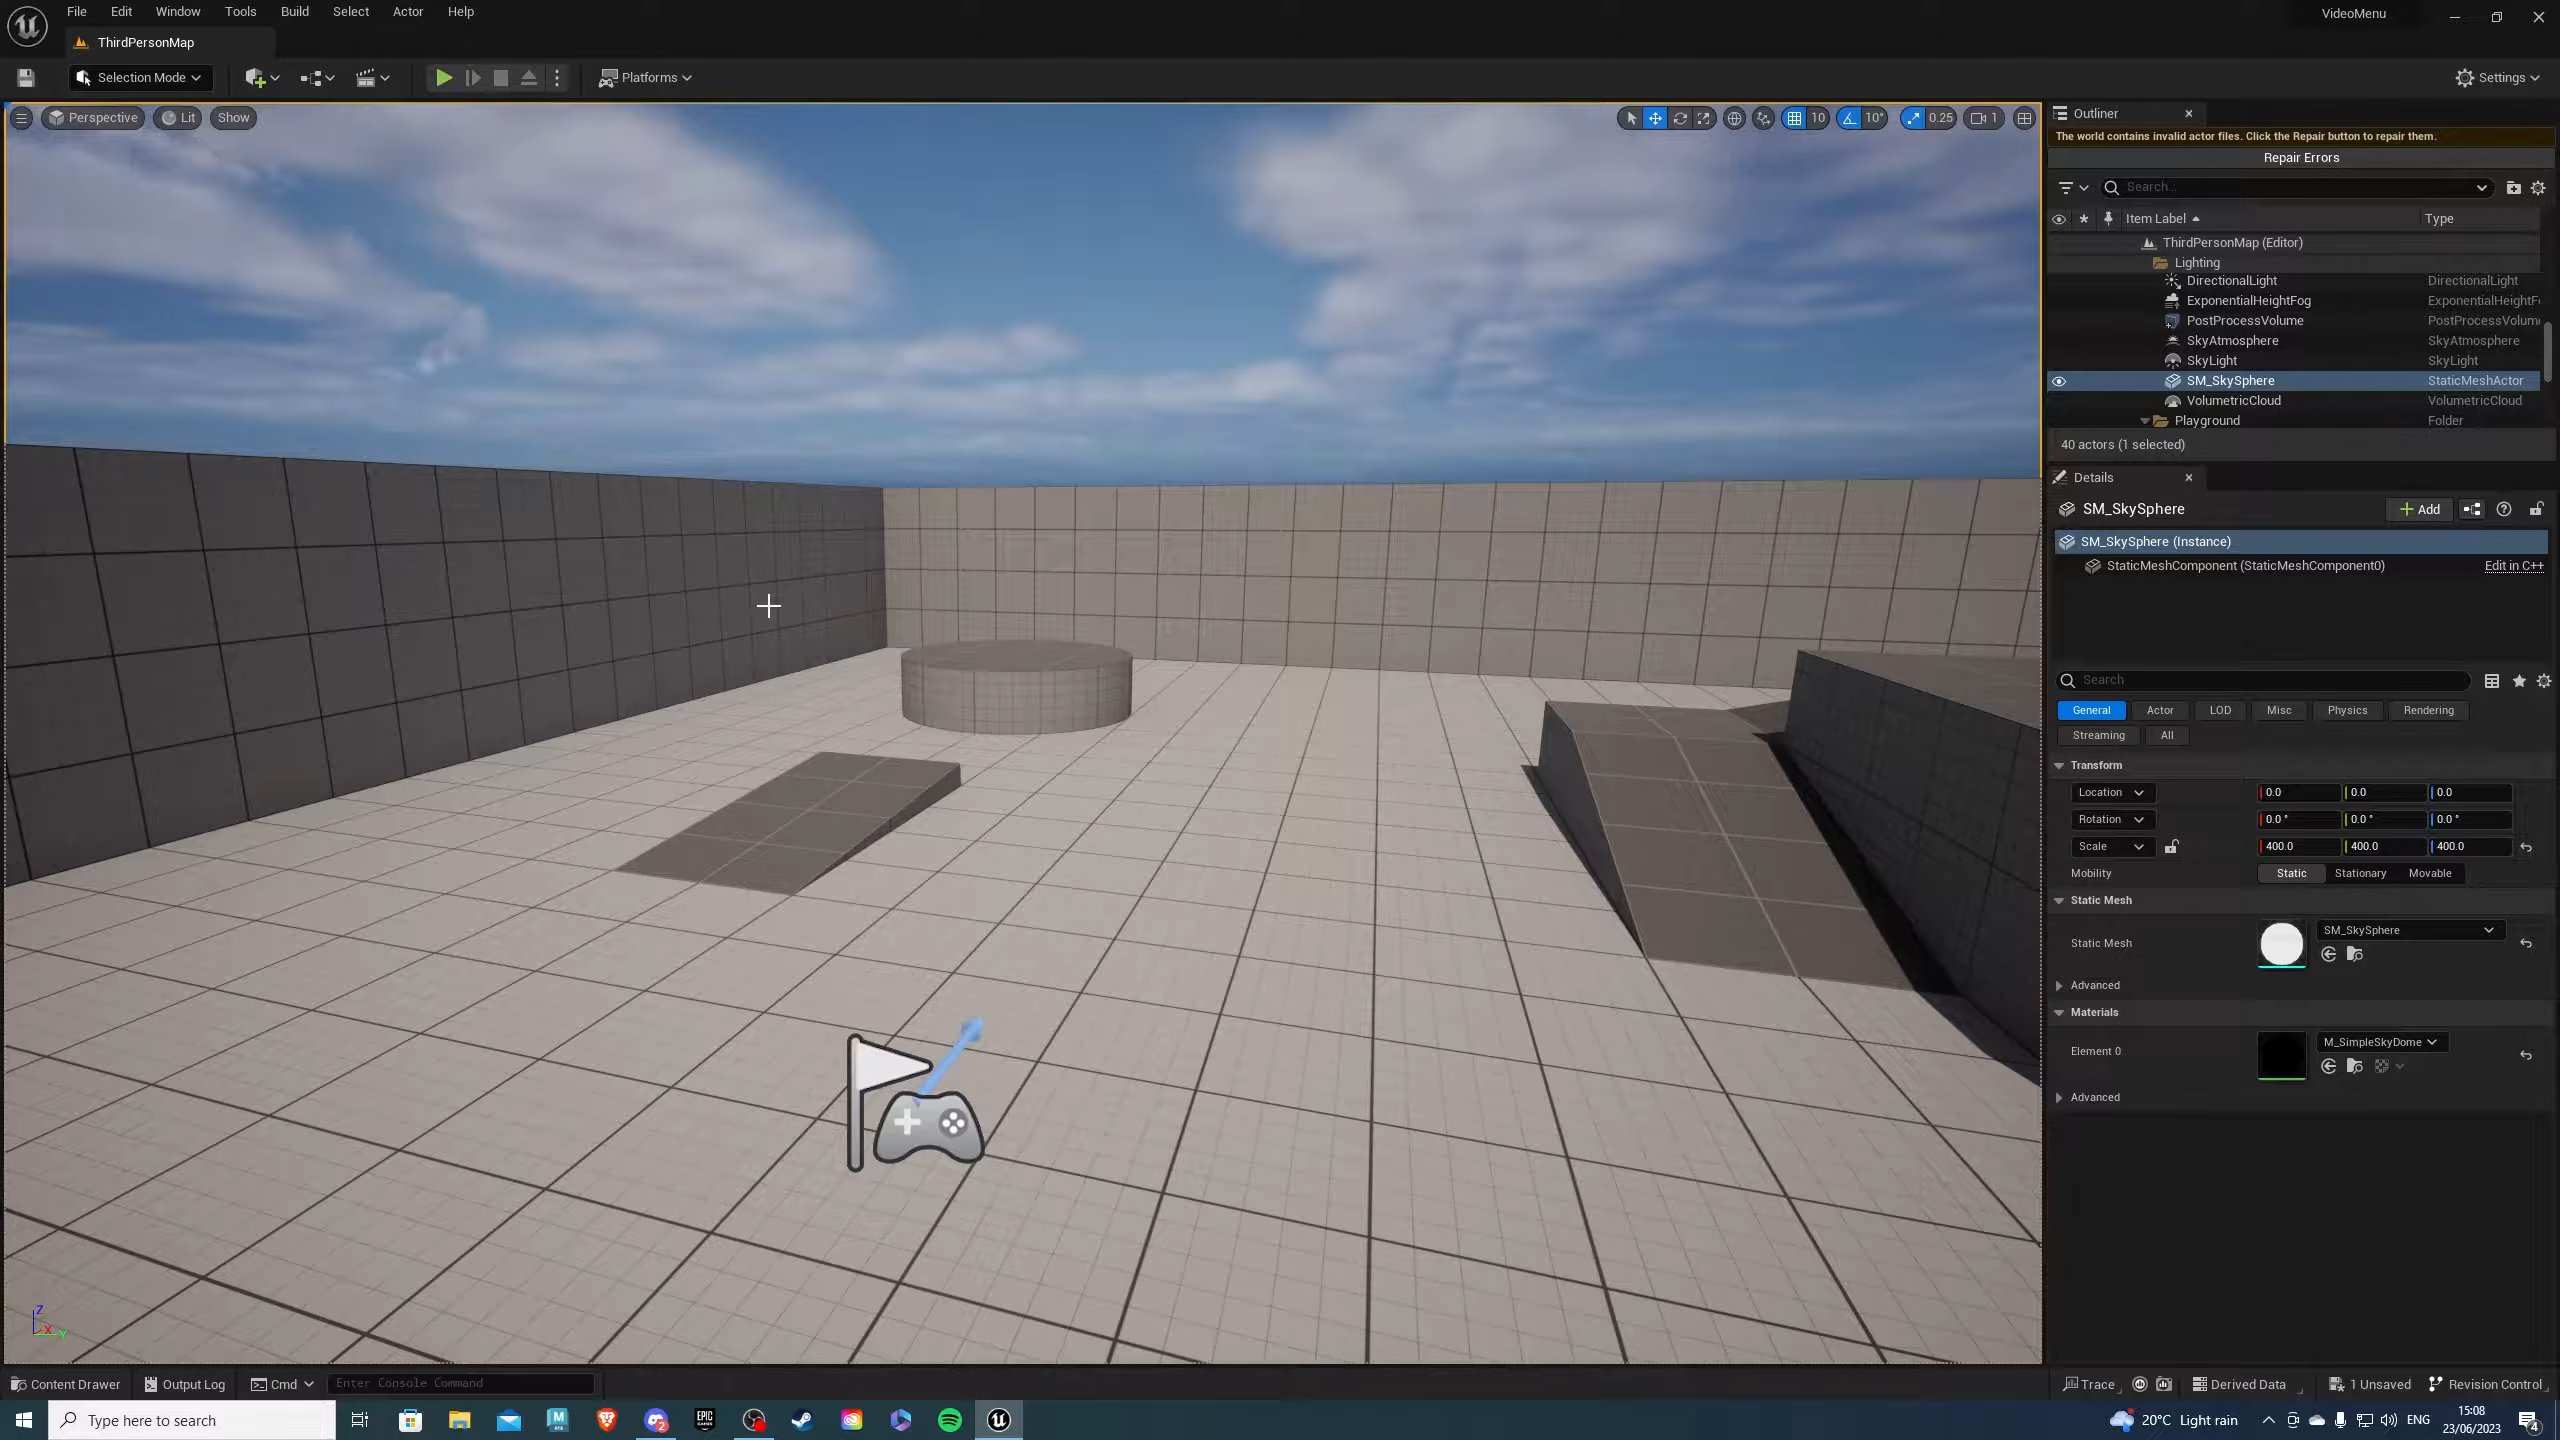 File Edit Window Tools Build Select Actor Help
VideoMenu
ThirdPersonMap
Selection Mode
Platforms
Settings
Perspective Lit Show
10 10° 0.25 1
Outliner
The world contains invalid actor files. Click the Repair button to repair them.
Repair Errors
Search...
Item Label Type
ThirdPersonMap (Editor)
Lighting
DirectionalLight DirectionalLight
ExponentialHeightFog ExponentialHeightF
PostProcessVolume PostProcessVolum
SkyAtmosphere SkyAtmosphere
SkyLight SkyLight
SM_SkySphere StaticMeshActor
VolumetricCloud VolumetricCloud
Playground Folder
40 actors (1 selected)
Details
SM_SkySphere
Add
SM_SkySphere (Instance)
StaticMeshComponent (StaticMeshComponent0) Edit in C++
Search
General Actor LOD Misc Physics Rendering
Streaming All
Transform
Location 0.0 0.0 0.0
Rotation 0.0 ° 0.0 ° 0.0 °
Scale 400.0 400.0 400.0
Mobility Static Stationary Movable
Static Mesh
Static Mesh SM_SkySphere
Advanced
Materials
Element 0 M_SimpleSkyDome
Advanced
Z X Y
Content Drawer Output Log Cmd Enter Console Command
Trace Derived Data 1 Unsaved Revision Control
Type here to search
M
2
EPIC GAMES
20°C Light rain
ENG
15:08
23/06/2023
4